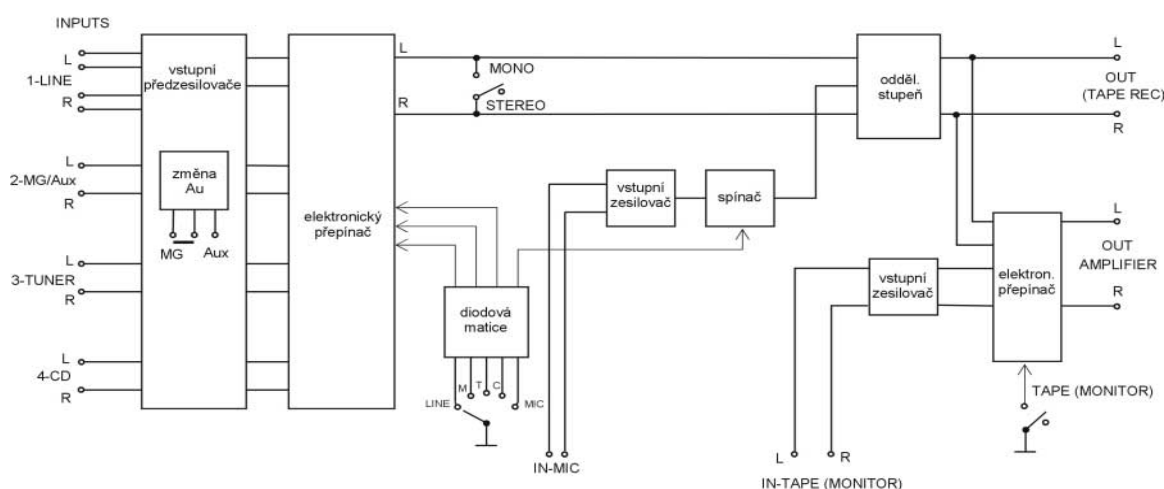 INPUTS
L
1-LINE
R
L
2-MG/Aux
R
L
3-TUNER
R
L
4-CD
R
vstupní
předzesilovače
změna
Au
MG
Aux
elektronický
přepínač
L
R
MONO
STEREO
diodová
matice
LINE
M
T
C
MIC
vstupní
zesilovač
spínač
IN-MIC
odděl.
stupeň
L
OUT
(TAPE REC)
R
vstupní
zesilovač
elektron.
přepínač
L
OUT
AMPLIFIER
R
TAPE (MONITOR)
L
R
IN-TAPE (MONITOR)